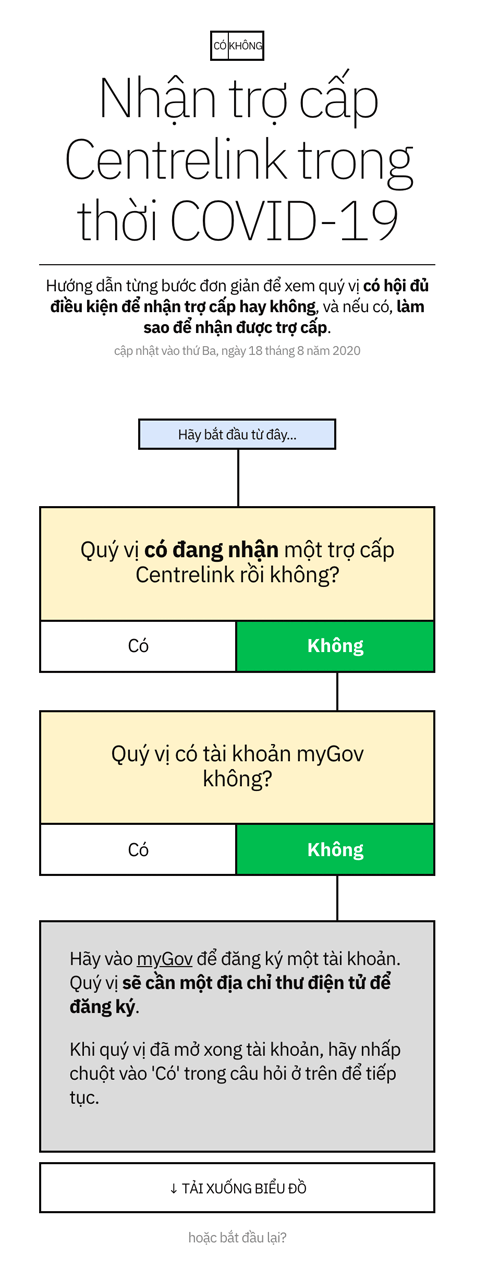 CÓ KHÔNG
Nhận trợ cấp
Centrelink trong
thời COVID-19
Hướng dẫn từng bước đơn giản để xem quý vị có hội đủ
điều kiện để nhận trợ cấp hay không, và nếu có, làm
sao để nhận được trợ cấp.
cập nhật vào thứ Ba, ngày 18 tháng 8 năm 2020
Hãy bắt đầu từ đây...
Quý vị có đang nhận một trợ cấp
Centrelink rồi không?
Có Không
Quý vị có tài khoản myGov
không?
Có Không
Hãy vào myGov để đăng ký một tài khoản.
Quý vị sẽ cần một địa chỉ thư điện tử để
đăng ký.
Khi quý vị đã mở xong tài khoản, hãy nhấp
chuột vào 'Có' trong câu hỏi ở trên để tiếp
tục.
↓ TẢI XUỐNG BIỂU ĐỒ
hoặc bắt đầu lại?